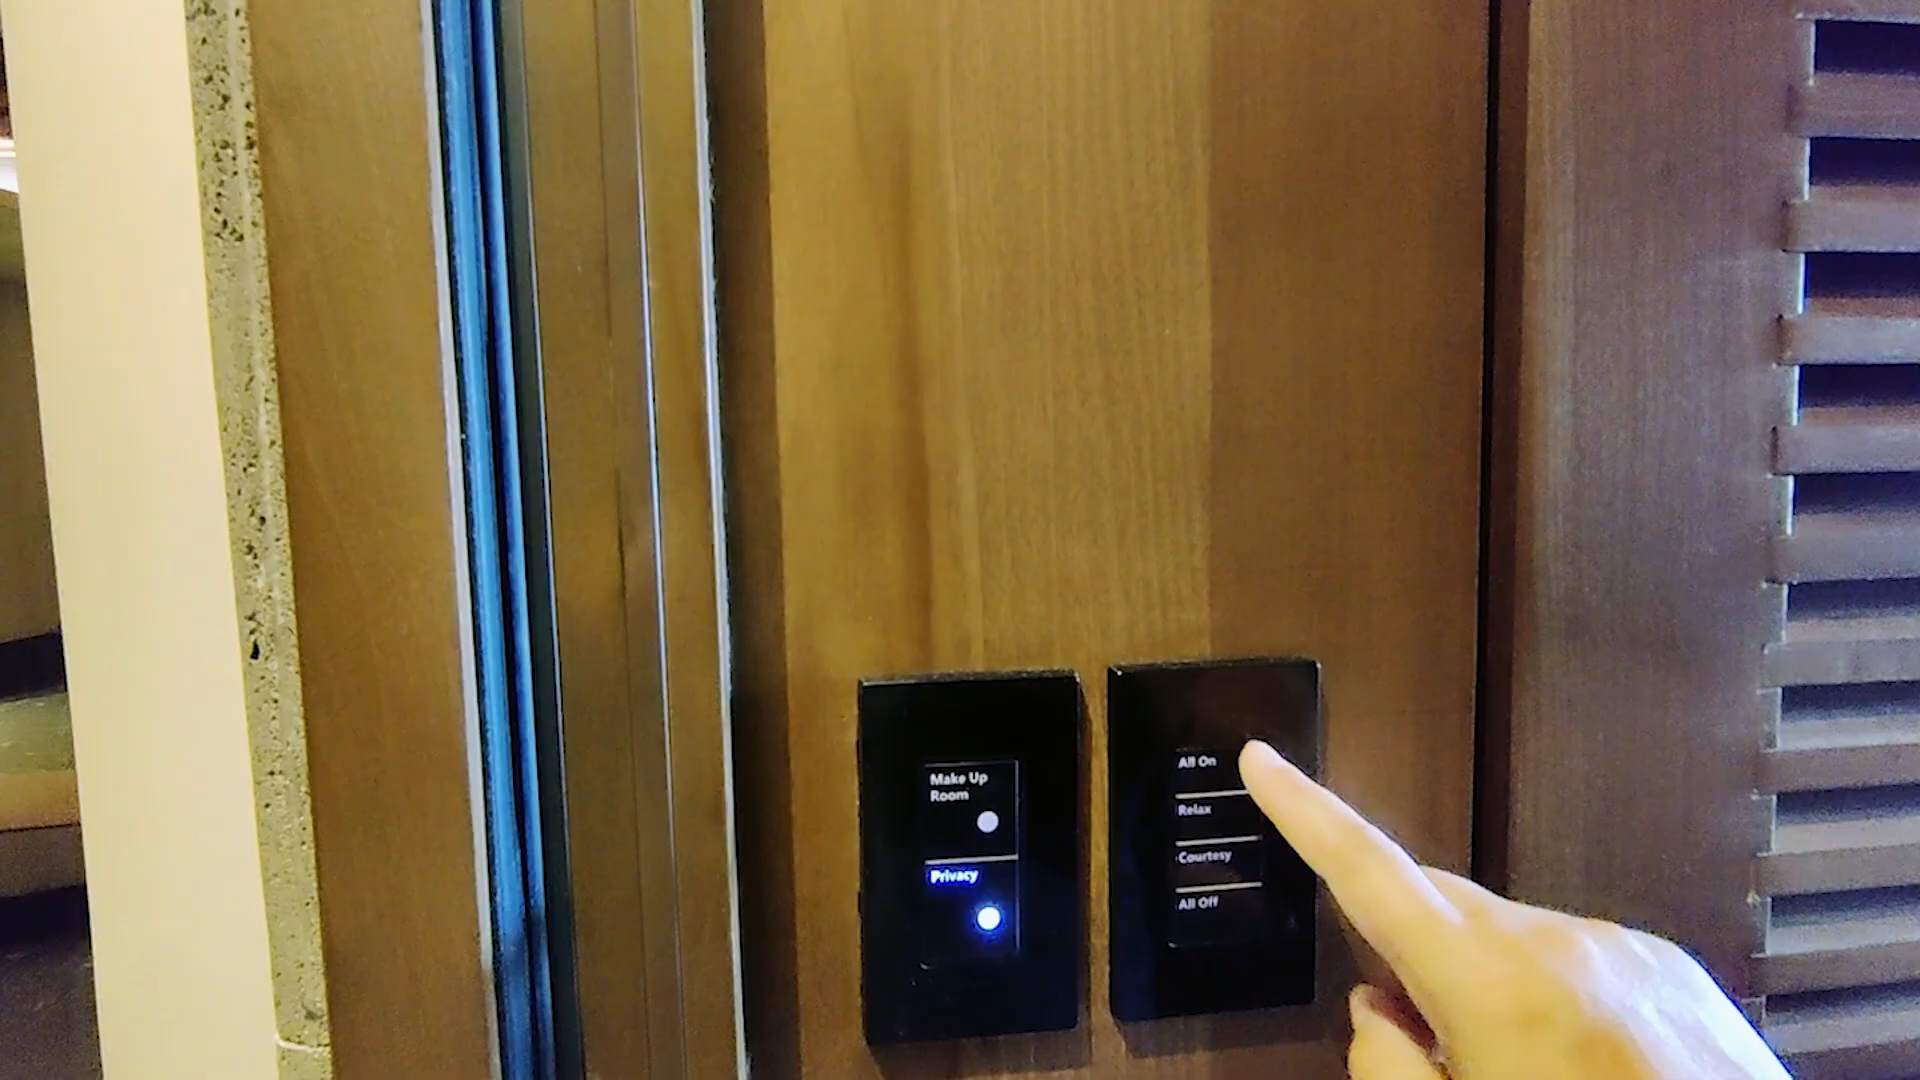 Make Up
Room
Privacy
All On
Relax
Courtesy
All Off